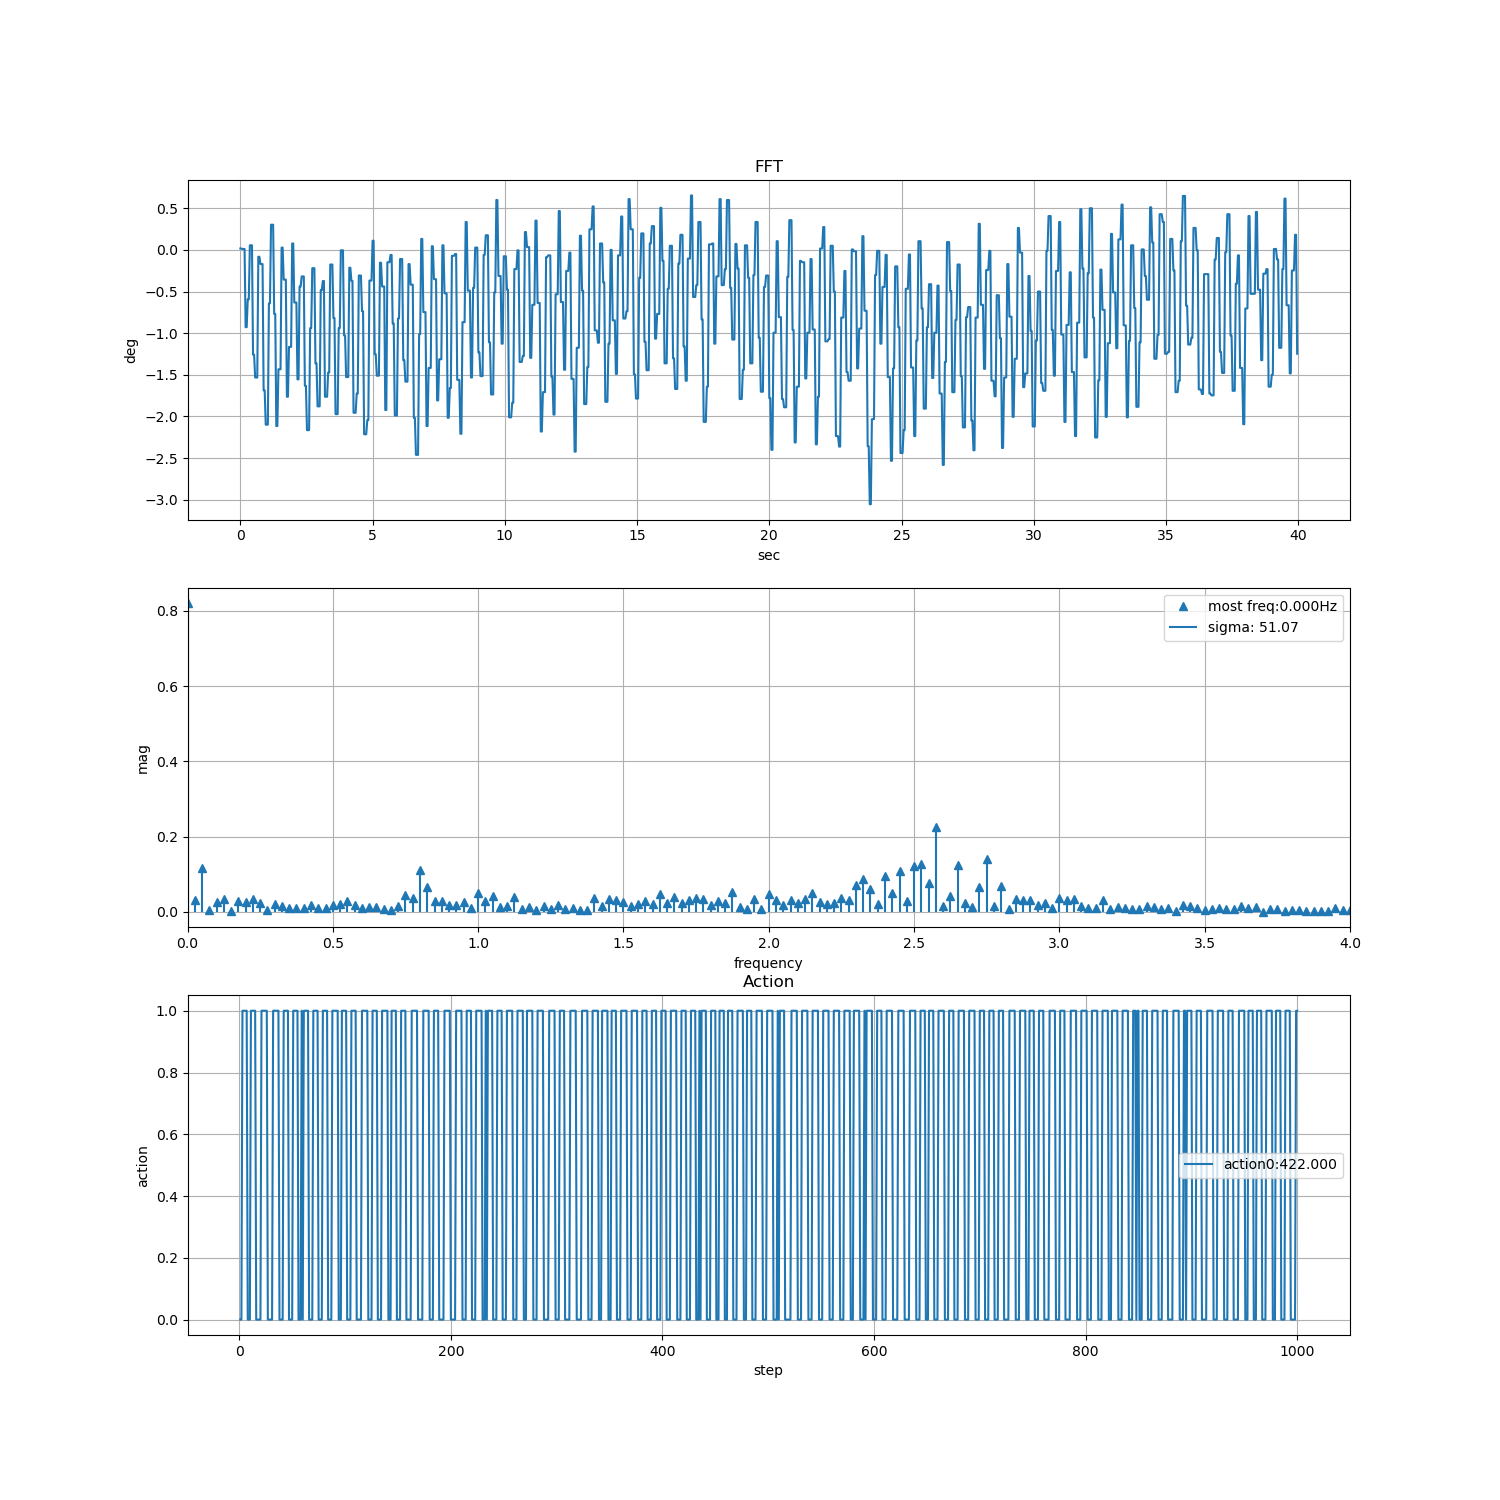 FFT
0.5
0.0
−0.5
−1.0
−1.5
−2.0
−2.5
−3.0
deg
0 5 10 15 20 25 30 35 40
sec
0.8
0.6
0.4
0.2
0.0
mag
most freq:0.000Hz
sigma: 51.07
0.0 0.5 1.0 1.5 2.0 2.5 3.0 3.5 4.0
frequency
Action
1.0
0.8
0.6
0.4
0.2
0.0
action
action0:422.000
0 200 400 600 800 1000
step